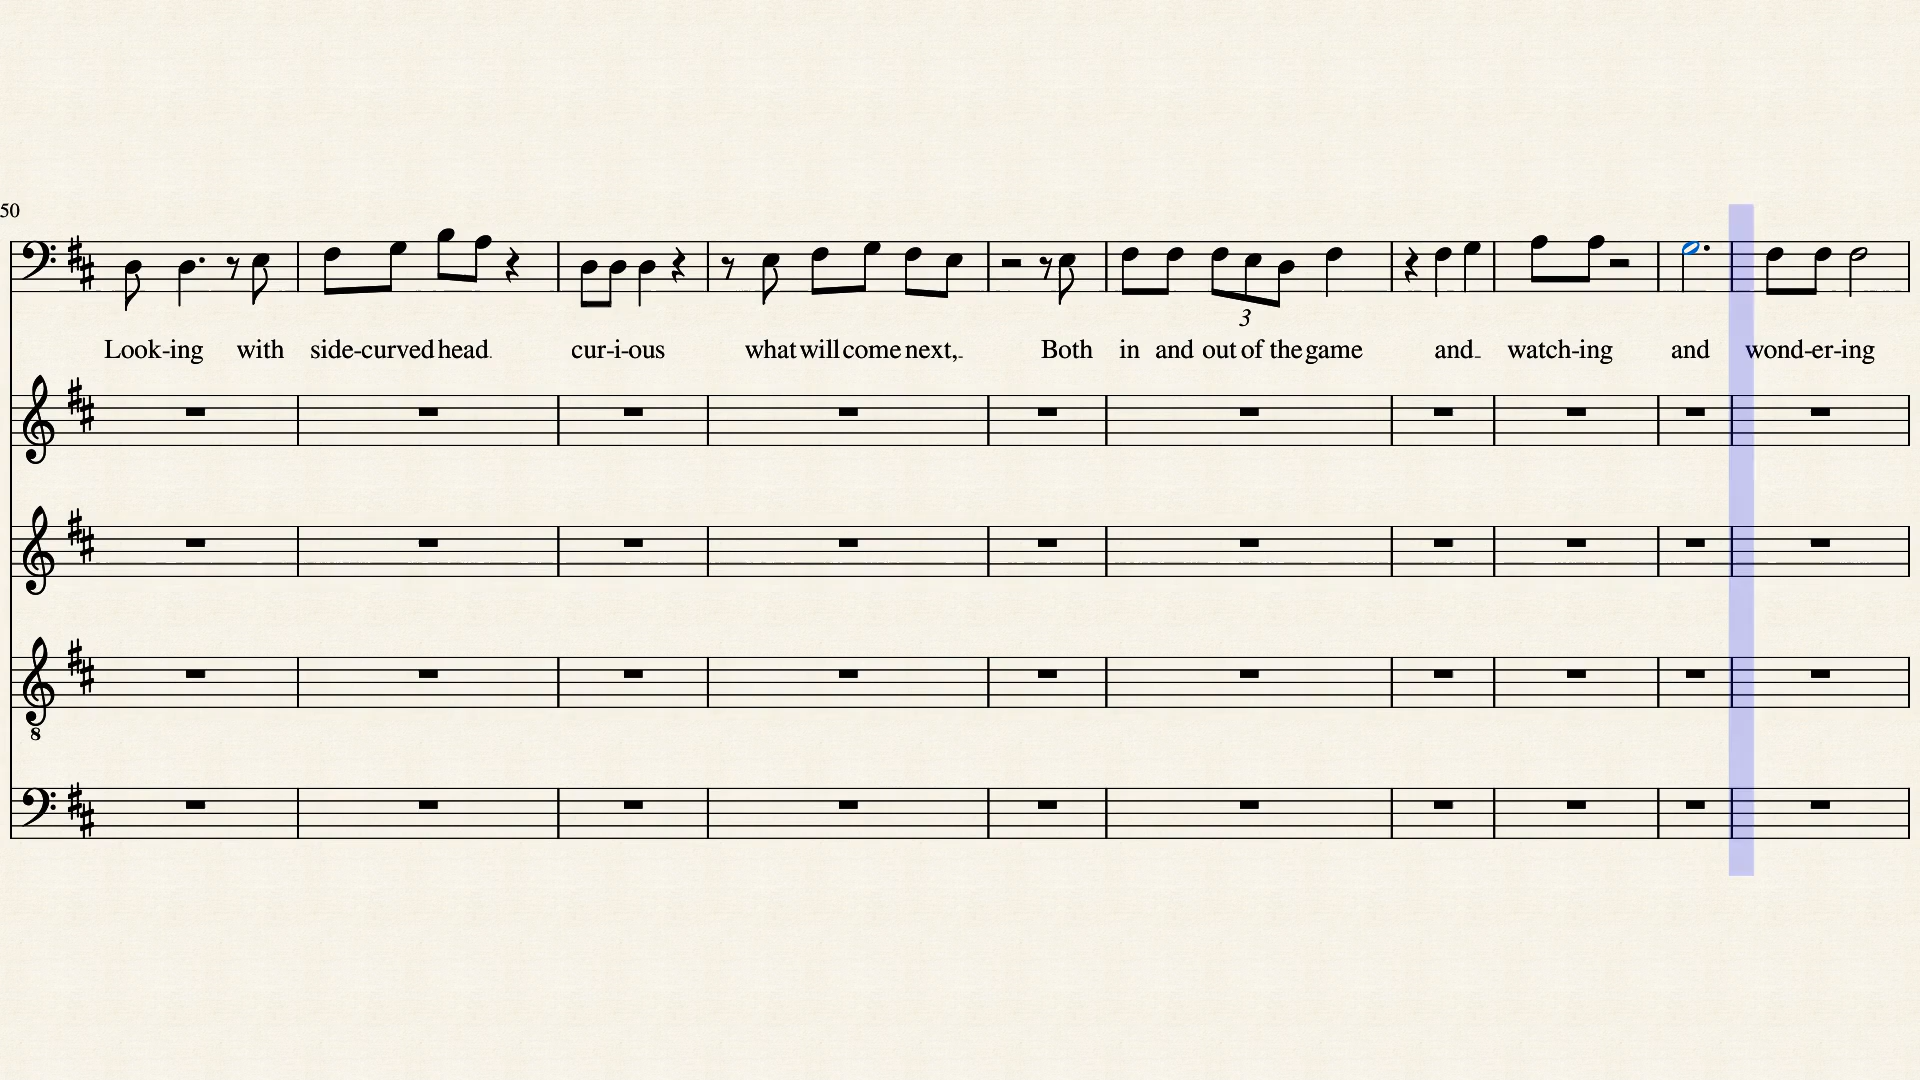 50
3
Look-ing with side-curved head cur-i-ous what will come next, Both in and out of the game and watch-ing and wond-er-ing
8